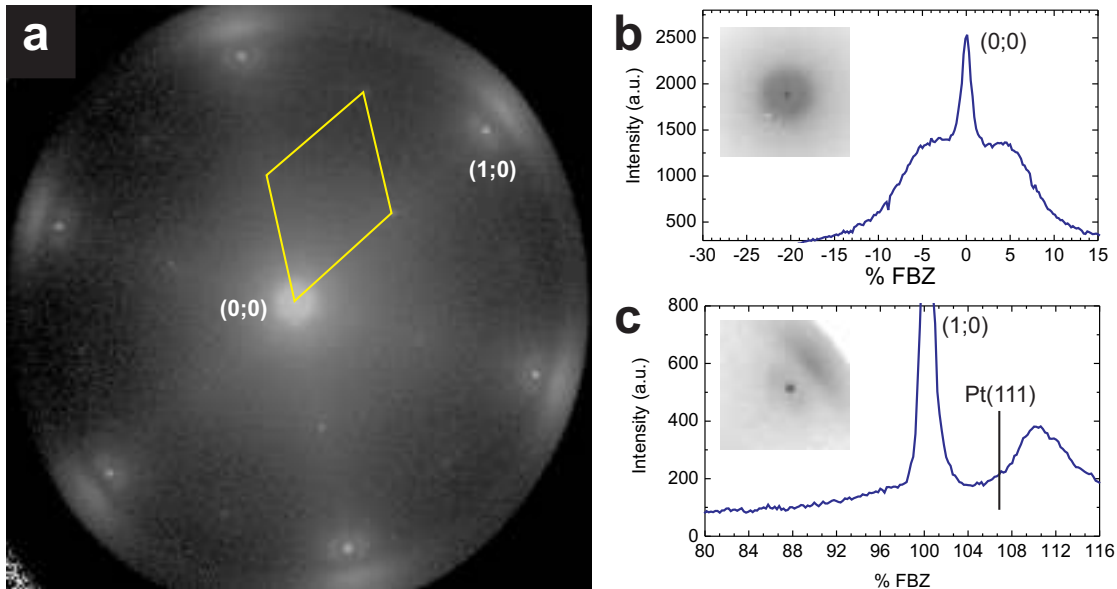 a
(1;0)
(0;0)
b
(0;0)
Intensity (a.u.)
2500
2000
1500
1000
500
-30 -25 -20 -15 -10 -5 0 5 10 15
% FBZ
c
(1;0)
Pt(111)
Intensity (a.u.)
800
600
400
200
0
80 84 88 92 96 100 104 108 112 116
% FBZ